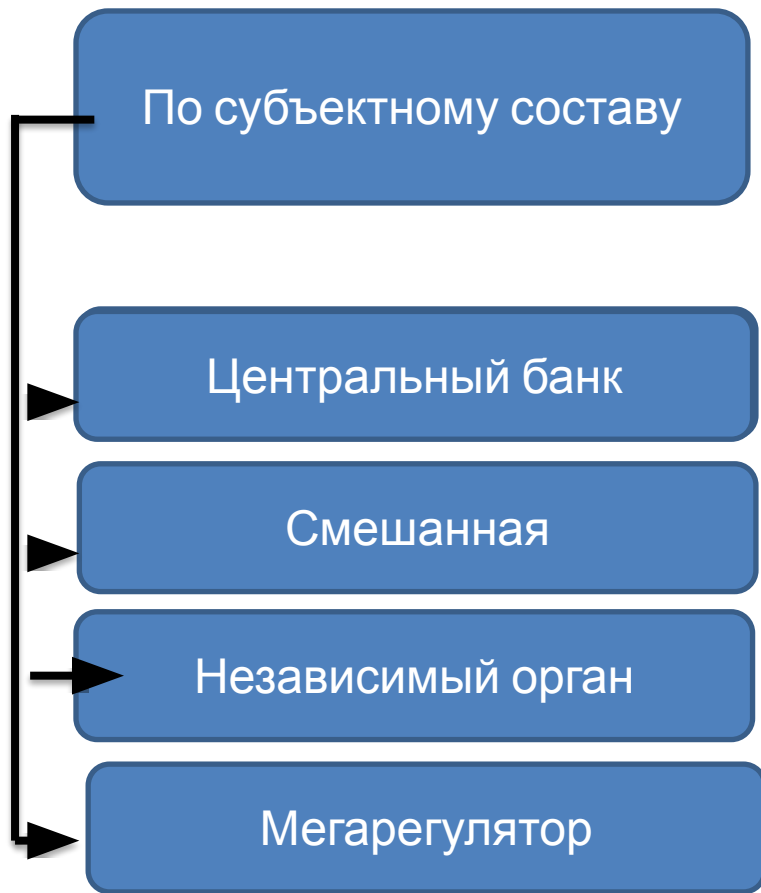 По субъектному составу
Центральный банк
Смешанная
Независимый орган
Мегарегулятор